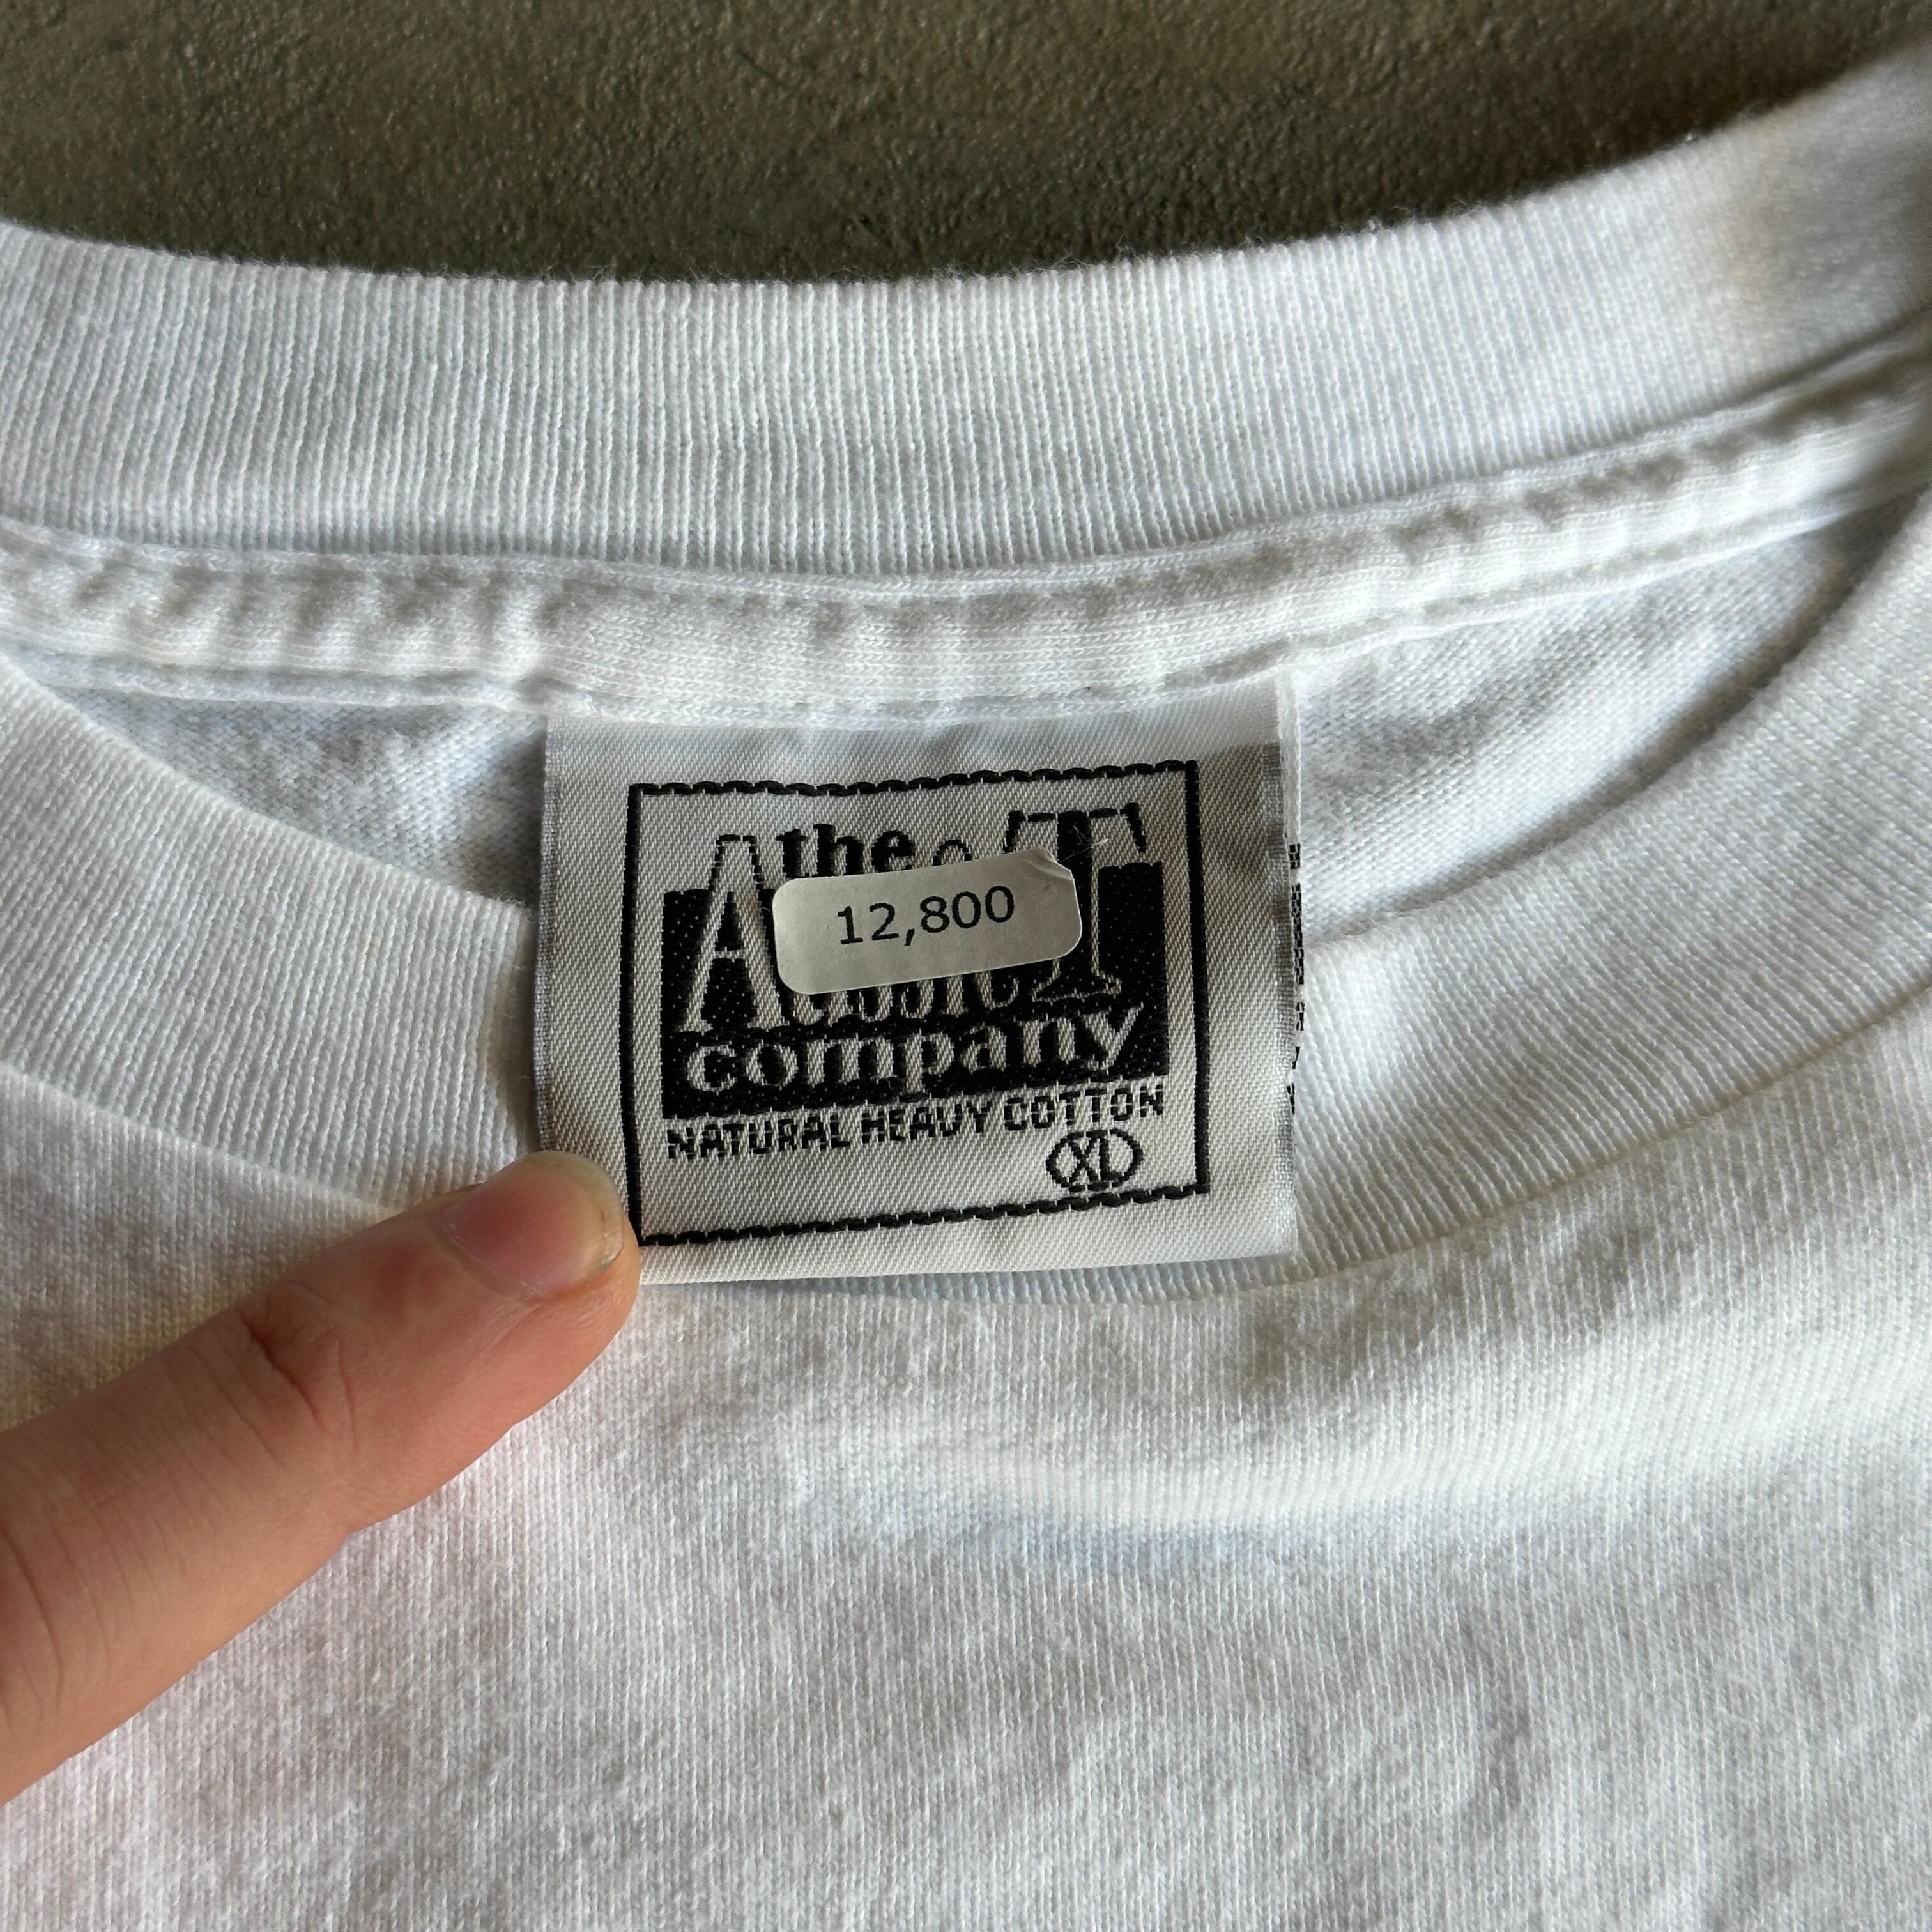 the
12,800
company
NATURAL HEAVY COTTON
XL